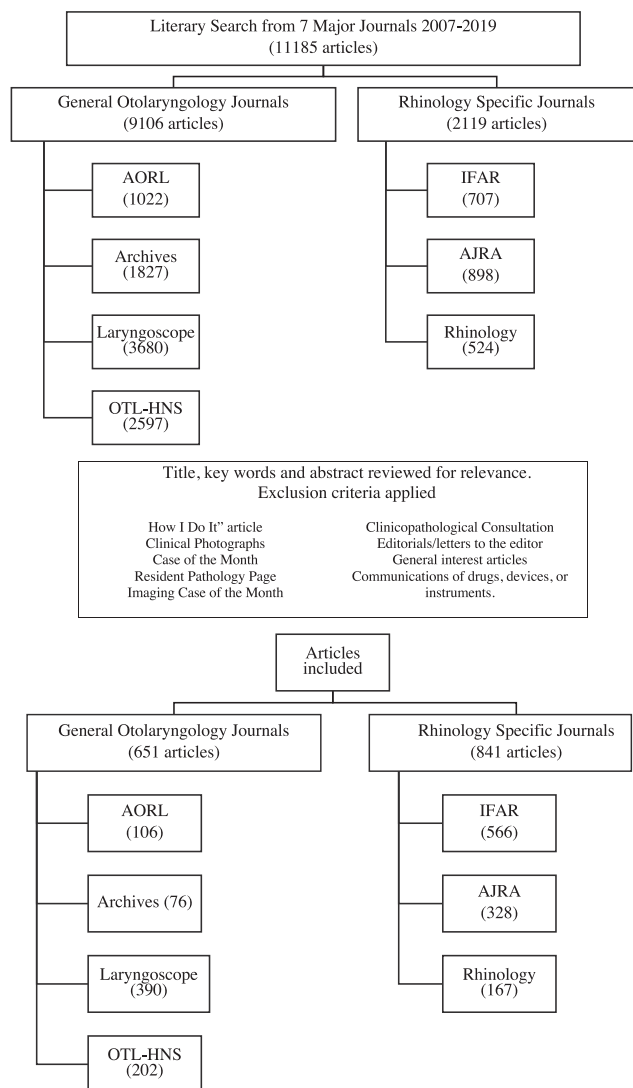 Literary Search from 7 Major Journals 2007-2019
(11185 articles)
General Otolaryngology Journals
(9106 articles)
Rhinology Specific Journals
(2119 articles)
AORL
(1022)
Archives
(1827)
Laryngoscope
(3680)
OTL-HNS
(2597)
IFAR
(707)
AJRA
(898)
Rhinology
(524)
Title, key words and abstract reviewed for relevance.
Exclusion criteria applied
How I Do It” article
Clinical Photographs
Case of the Month
Resident Pathology Page
Imaging Case of the Month
Clinicopathological Consultation
Editorials/letters to the editor
General interest articles
Communications of drugs, devices, or
instruments.
Articles
included
General Otolaryngology Journals
(651 articles)
Rhinology Specific Journals
(841 articles)
AORL
(106)
Archives (76)
Laryngoscope
(390)
OTL-HNS
(202)
IFAR
(566)
AJRA
(328)
Rhinology
(167)